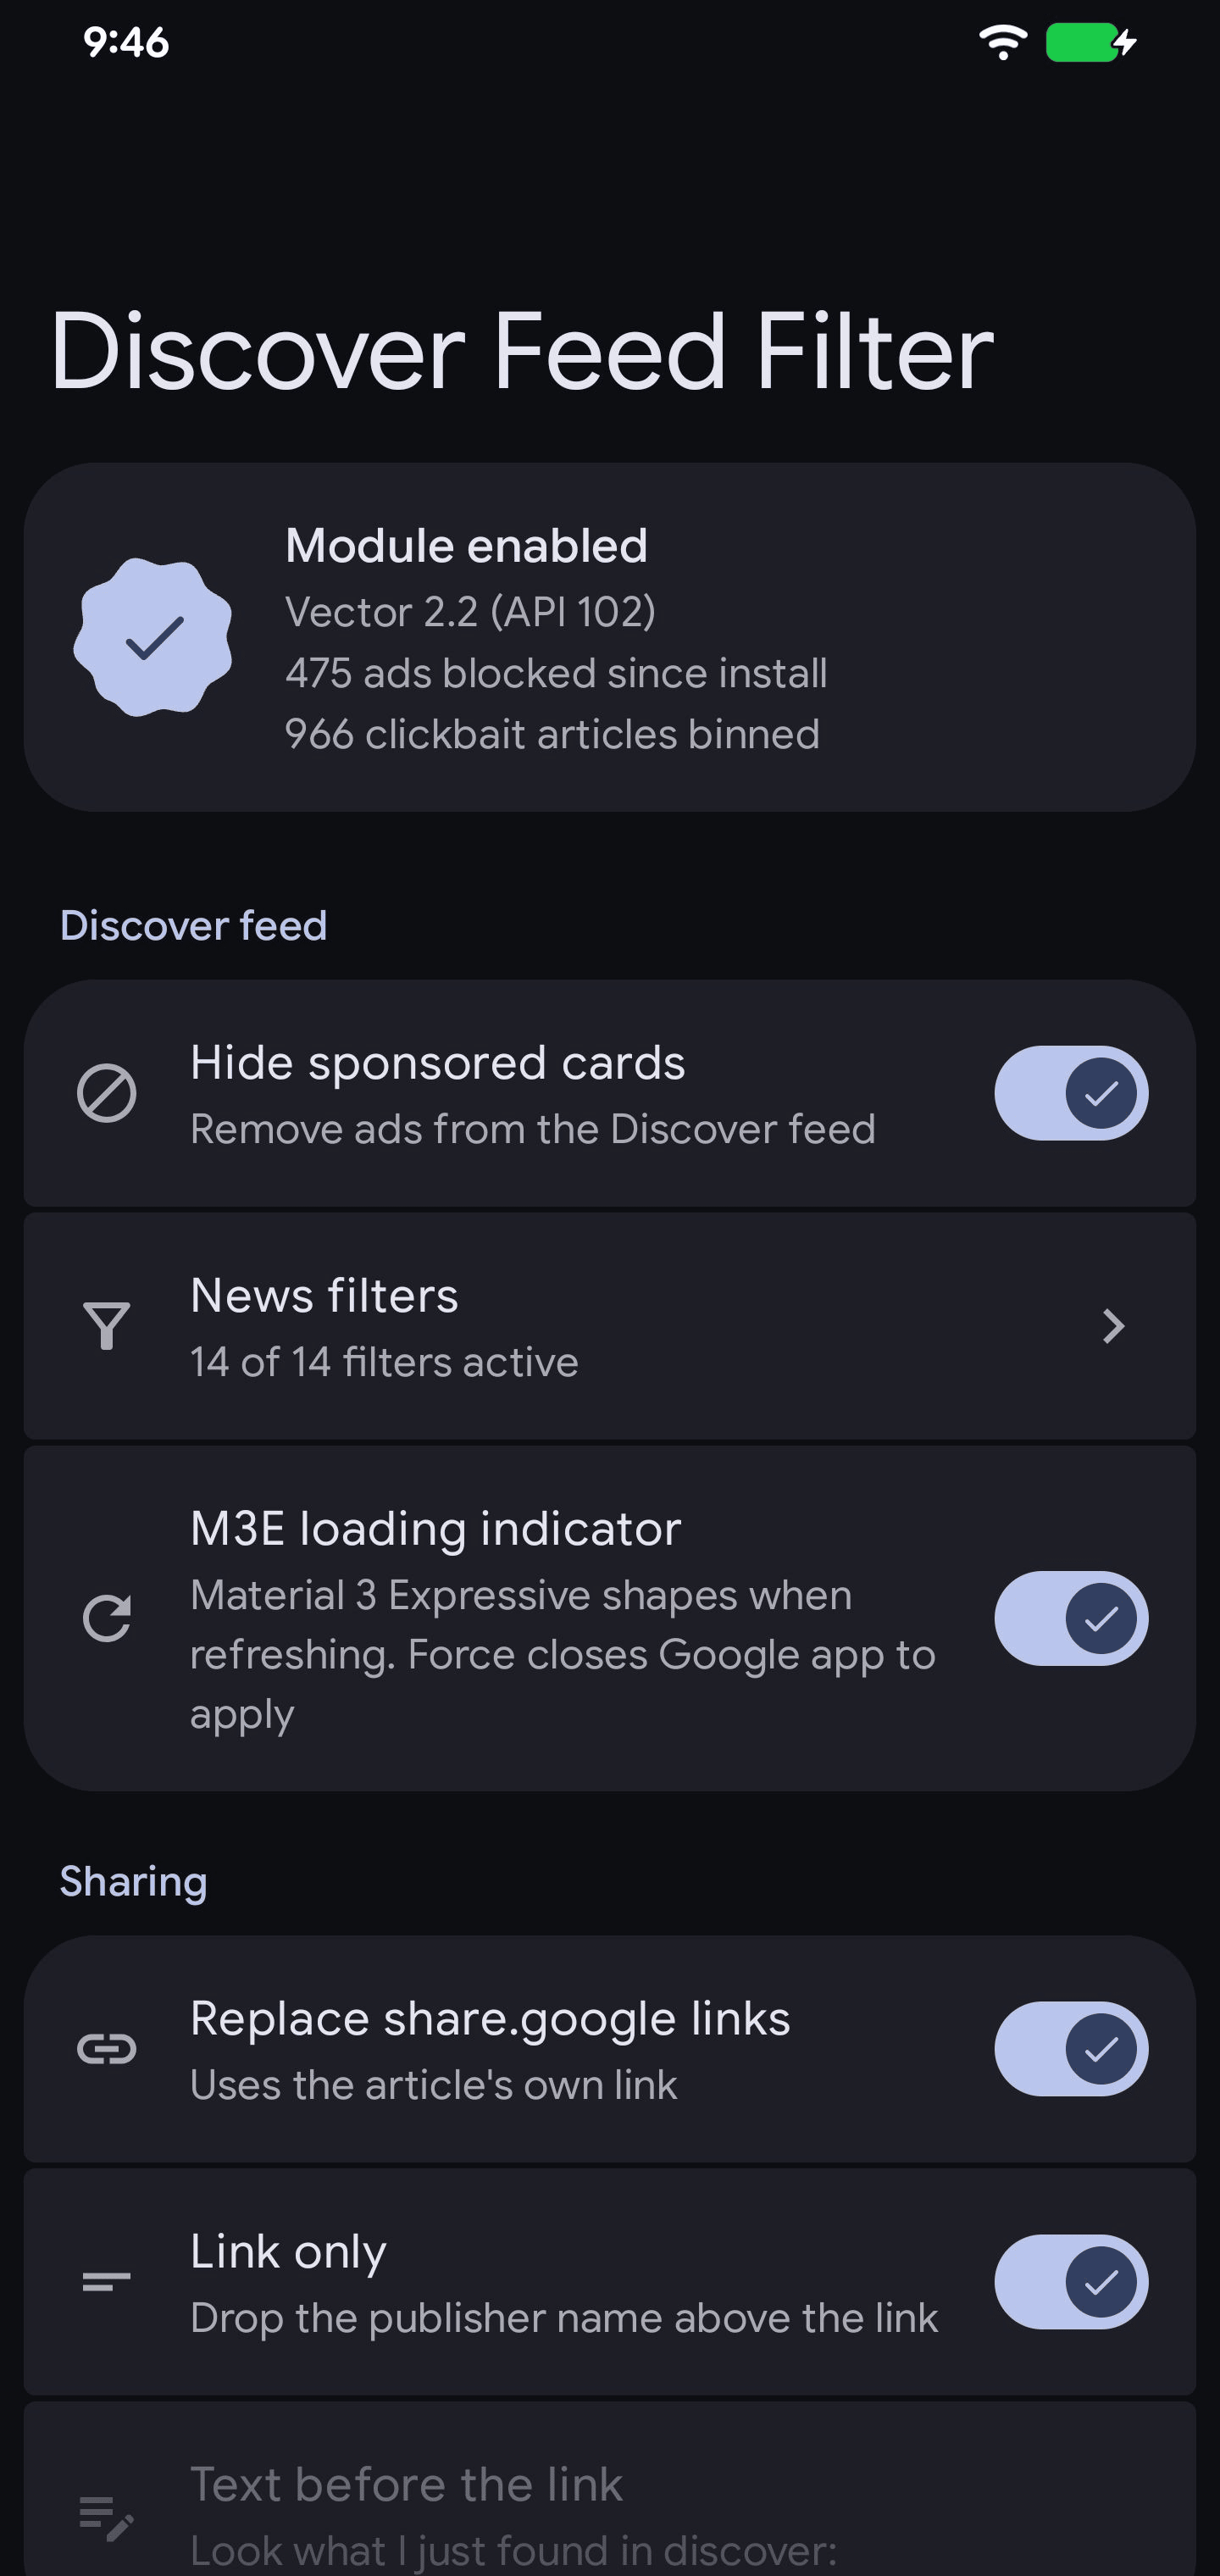 9:46
Discover Feed Filter
Module enabled
Vector 2.2 (API 102)
475 ads blocked since install
966 clickbait articles binned
Discover feed
Hide sponsored cards
Remove ads from the Discover feed
News filters
14 of 14 filters active
M3E loading indicator
Material 3 Expressive shapes when
refreshing. Force closes Google app to
apply
Sharing
Replace share.google links
Uses the article's own link
Link only
Drop the publisher name above the link
Text before the link
Look what I just found in discover: